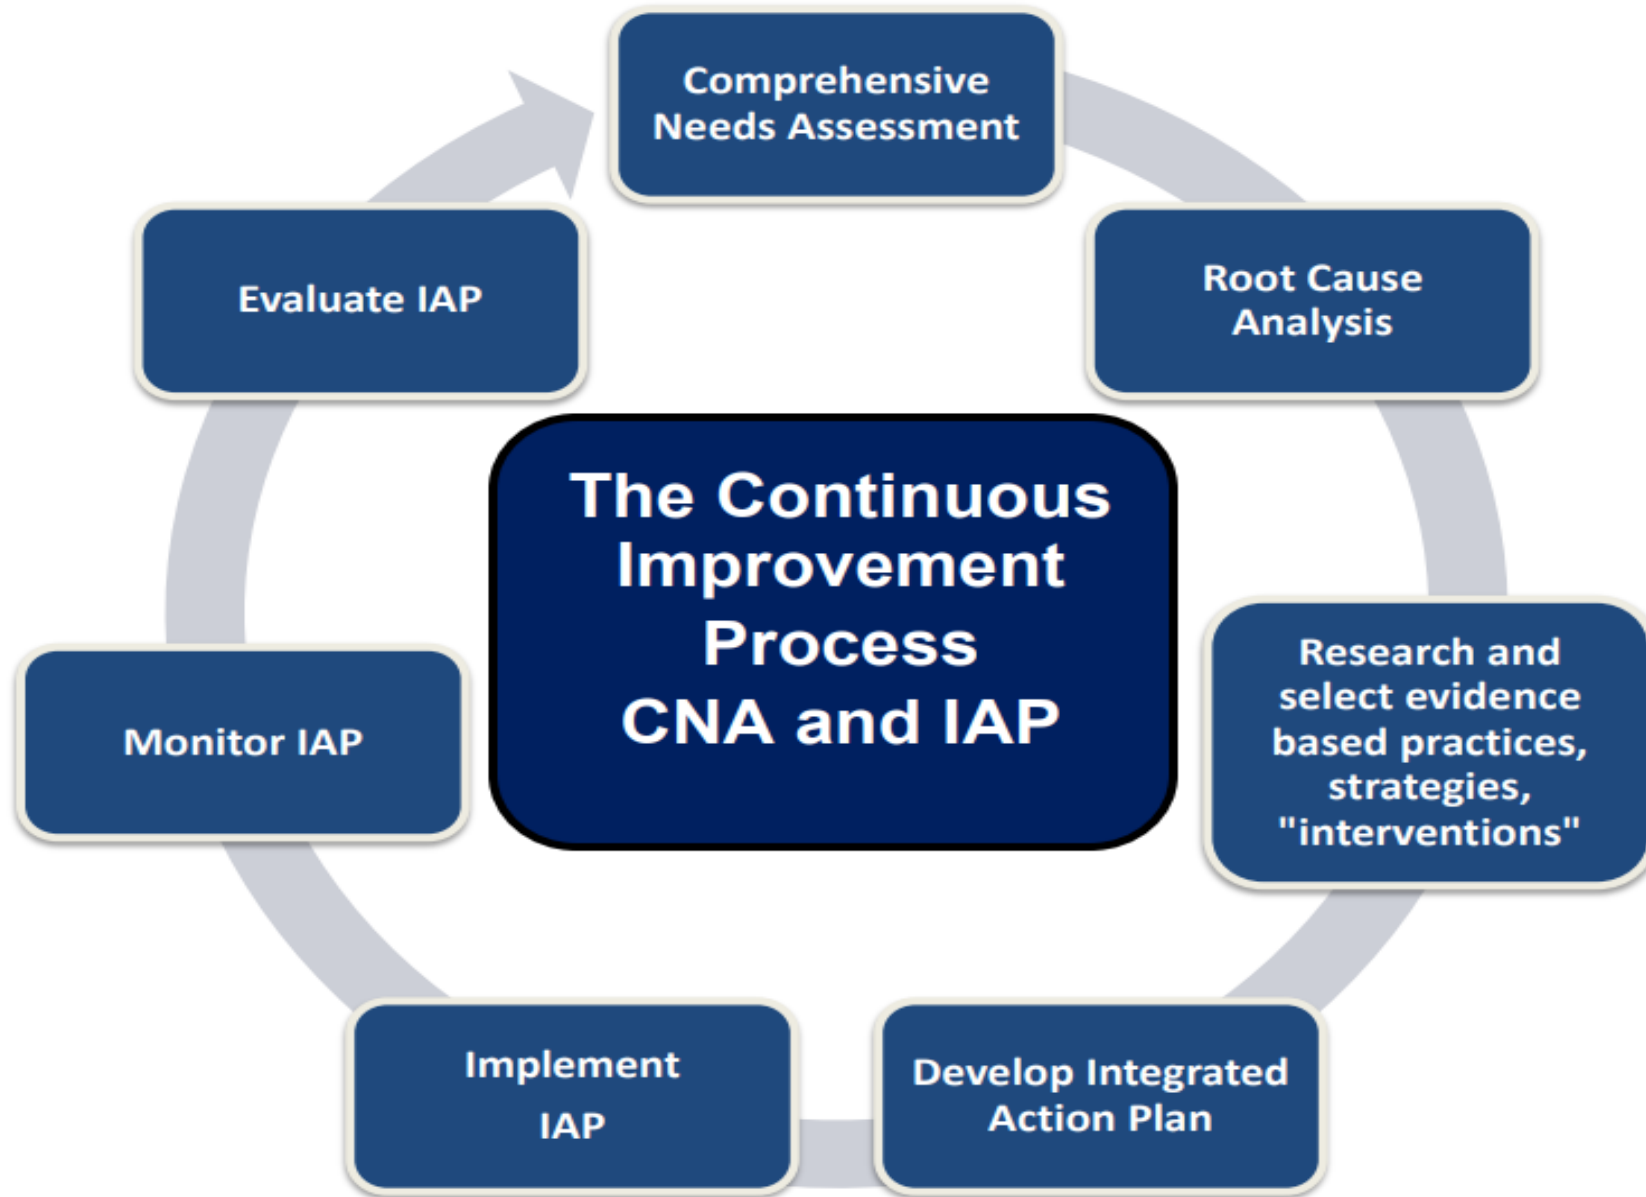 Comprehensive
Needs Assessment
Root Cause
Analysis
Research and
select evidence
based practices,
strategies,
"interventions"
Develop Integrated
Action Plan
Implement
IAP
Monitor IAP
Evaluate IAP
The Continuous
Improvement
Process
CNA and IAP